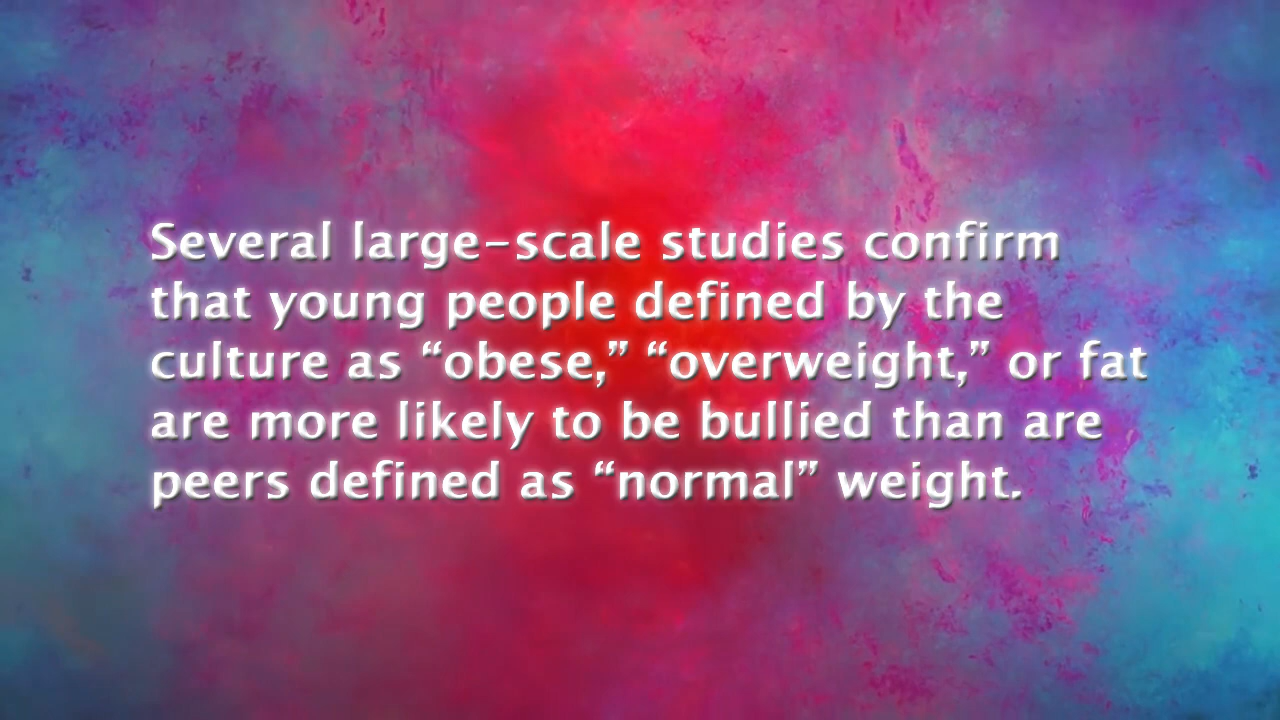 Several large-scale studies confirm
that young people defined by the
culture as “obese,” “overweight,” or fat
are more likely to be bullied than are
peers defined as “normal” weight.